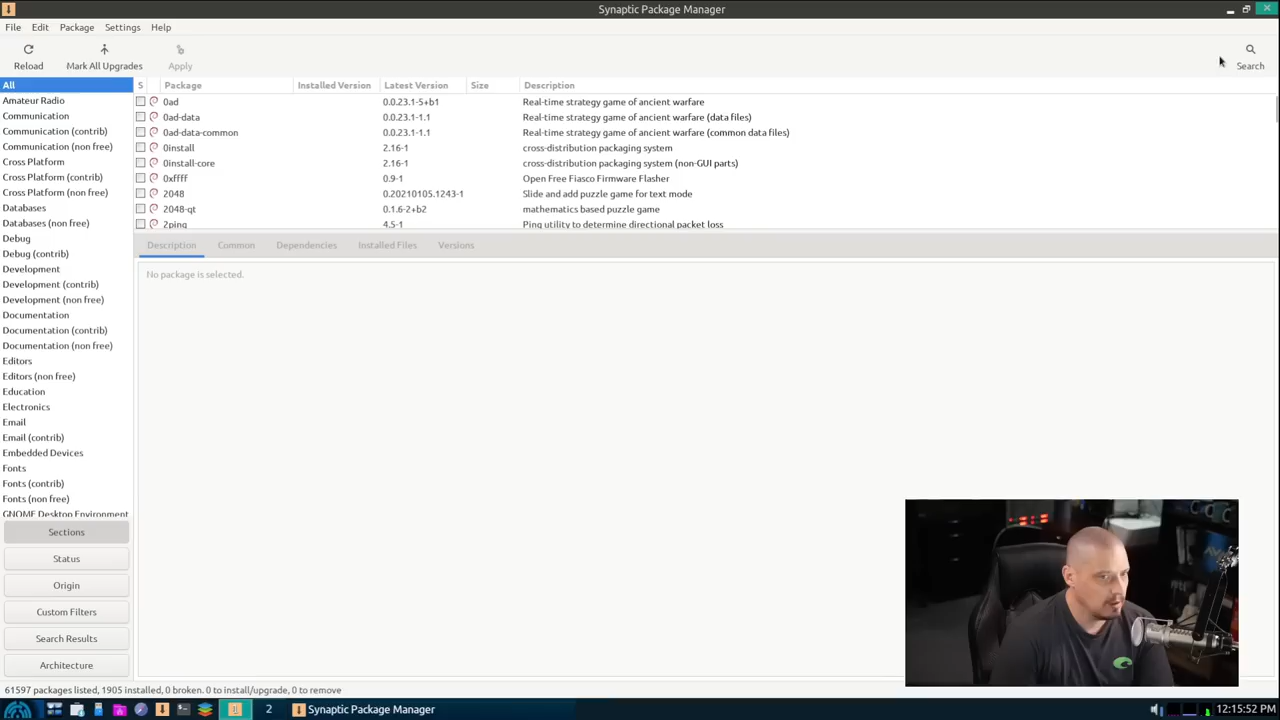 Synaptic Package Manager
File Edit Package Settings Help
Reload Mark All Upgrades Apply Search
All
Amateur Radio
Communication
Communication (contrib)
Communication (non free)
Cross Platform
Cross Platform (contrib)
Cross Platform (non free)
Databases
Databases (non free)
Debug
Debug (contrib)
Development
Development (contrib)
Development (non free)
Documentation
Documentation (contrib)
Documentation (non free)
Editors
Editors (non free)
Education
Electronics
Email
Email (contrib)
Embedded Devices
Fonts
Fonts (contrib)
Fonts (non free)
GNOME Desktop Environment
Sections
Status
Origin
Custom Filters
Search Results
Architecture
S Package Installed Version Latest Version Size Description
0ad 0.0.23.1-5+b1 Real-time strategy game of ancient warfare
0ad-data 0.0.23.1-1.1 Real-time strategy game of ancient warfare (data files)
0ad-data-common 0.0.23.1-1.1 Real-time strategy game of ancient warfare (common data files)
0install 2.16-1 cross-distribution packaging system
0install-core 2.16-1 cross-distribution packaging system (non-GUI parts)
0xffff 0.9-1 Open Free Fiasco Firmware Flasher
2048 0.20210105.1243-1 Slide and add puzzle game for text mode
2048-qt 0.1.6-2+b2 mathematics based puzzle game
2ping 4.5-1 Ping utility to determine directional packet loss
Description Common Dependencies Installed Files Versions
No package is selected.
61597 packages listed, 1905 installed, 0 broken. 0 to install/upgrade, 0 to remove
2 Synaptic Package Manager 12:15:52 PM